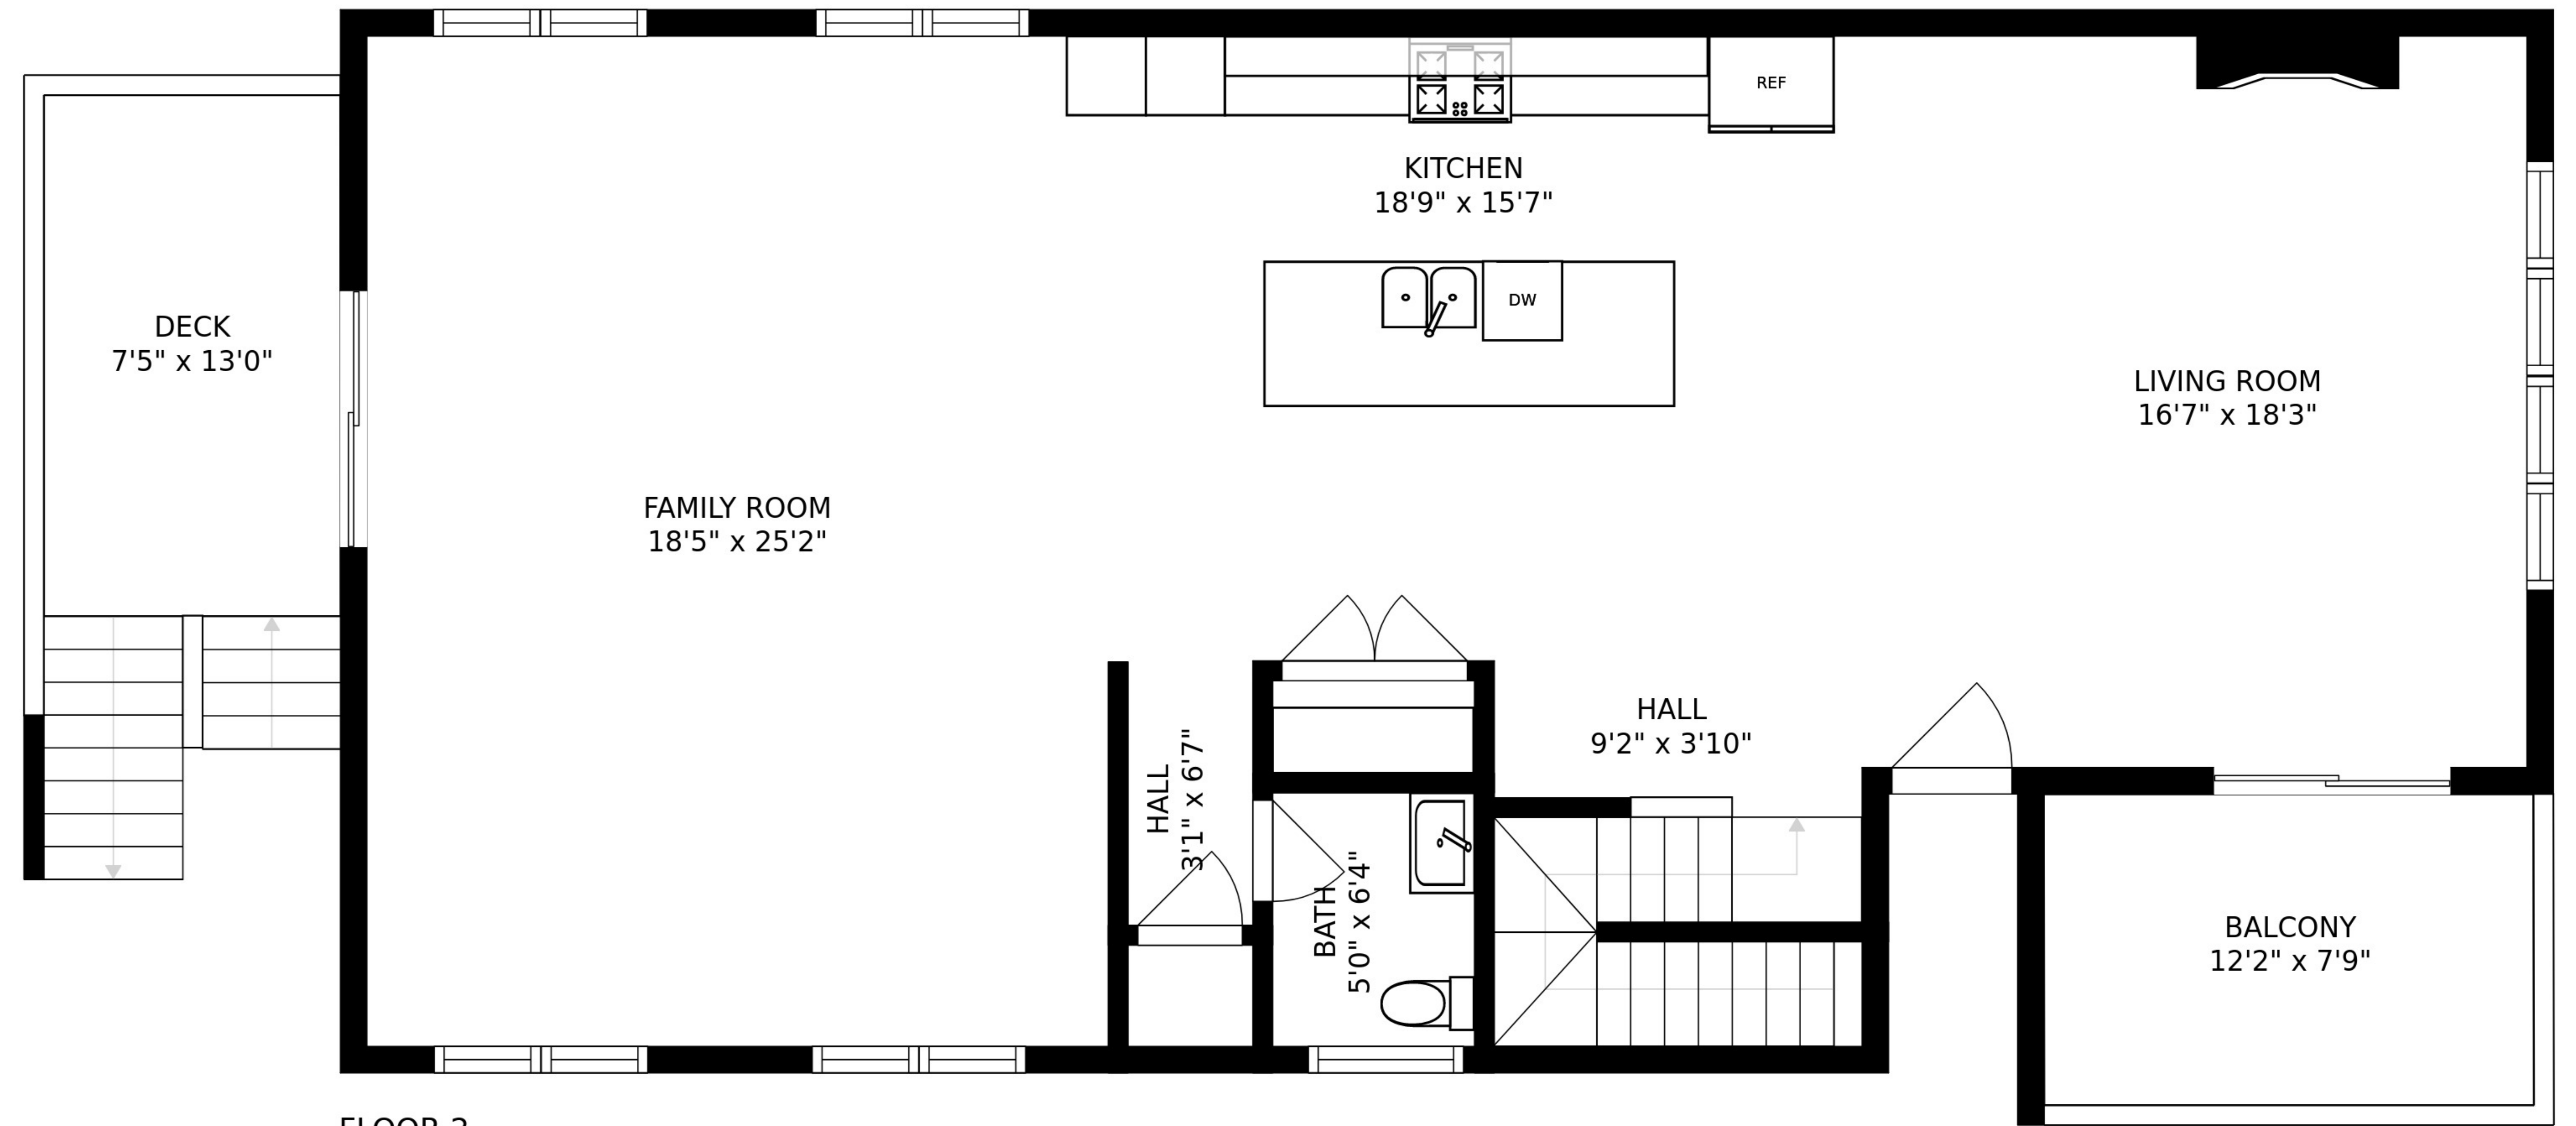 REF
KITCHEN
18'9" x 15'7"
DW
DECK
7'5" x 13'0"
LIVING ROOM
16'7" x 18'3"
FAMILY ROOM
18'5" x 25'2"
HALL
9'2" x 3'10"
HALL
3'1" x 6'7"
BATH
5'0" x 6'4"
BALCONY
12'2" x 7'9"
FLOOR 2